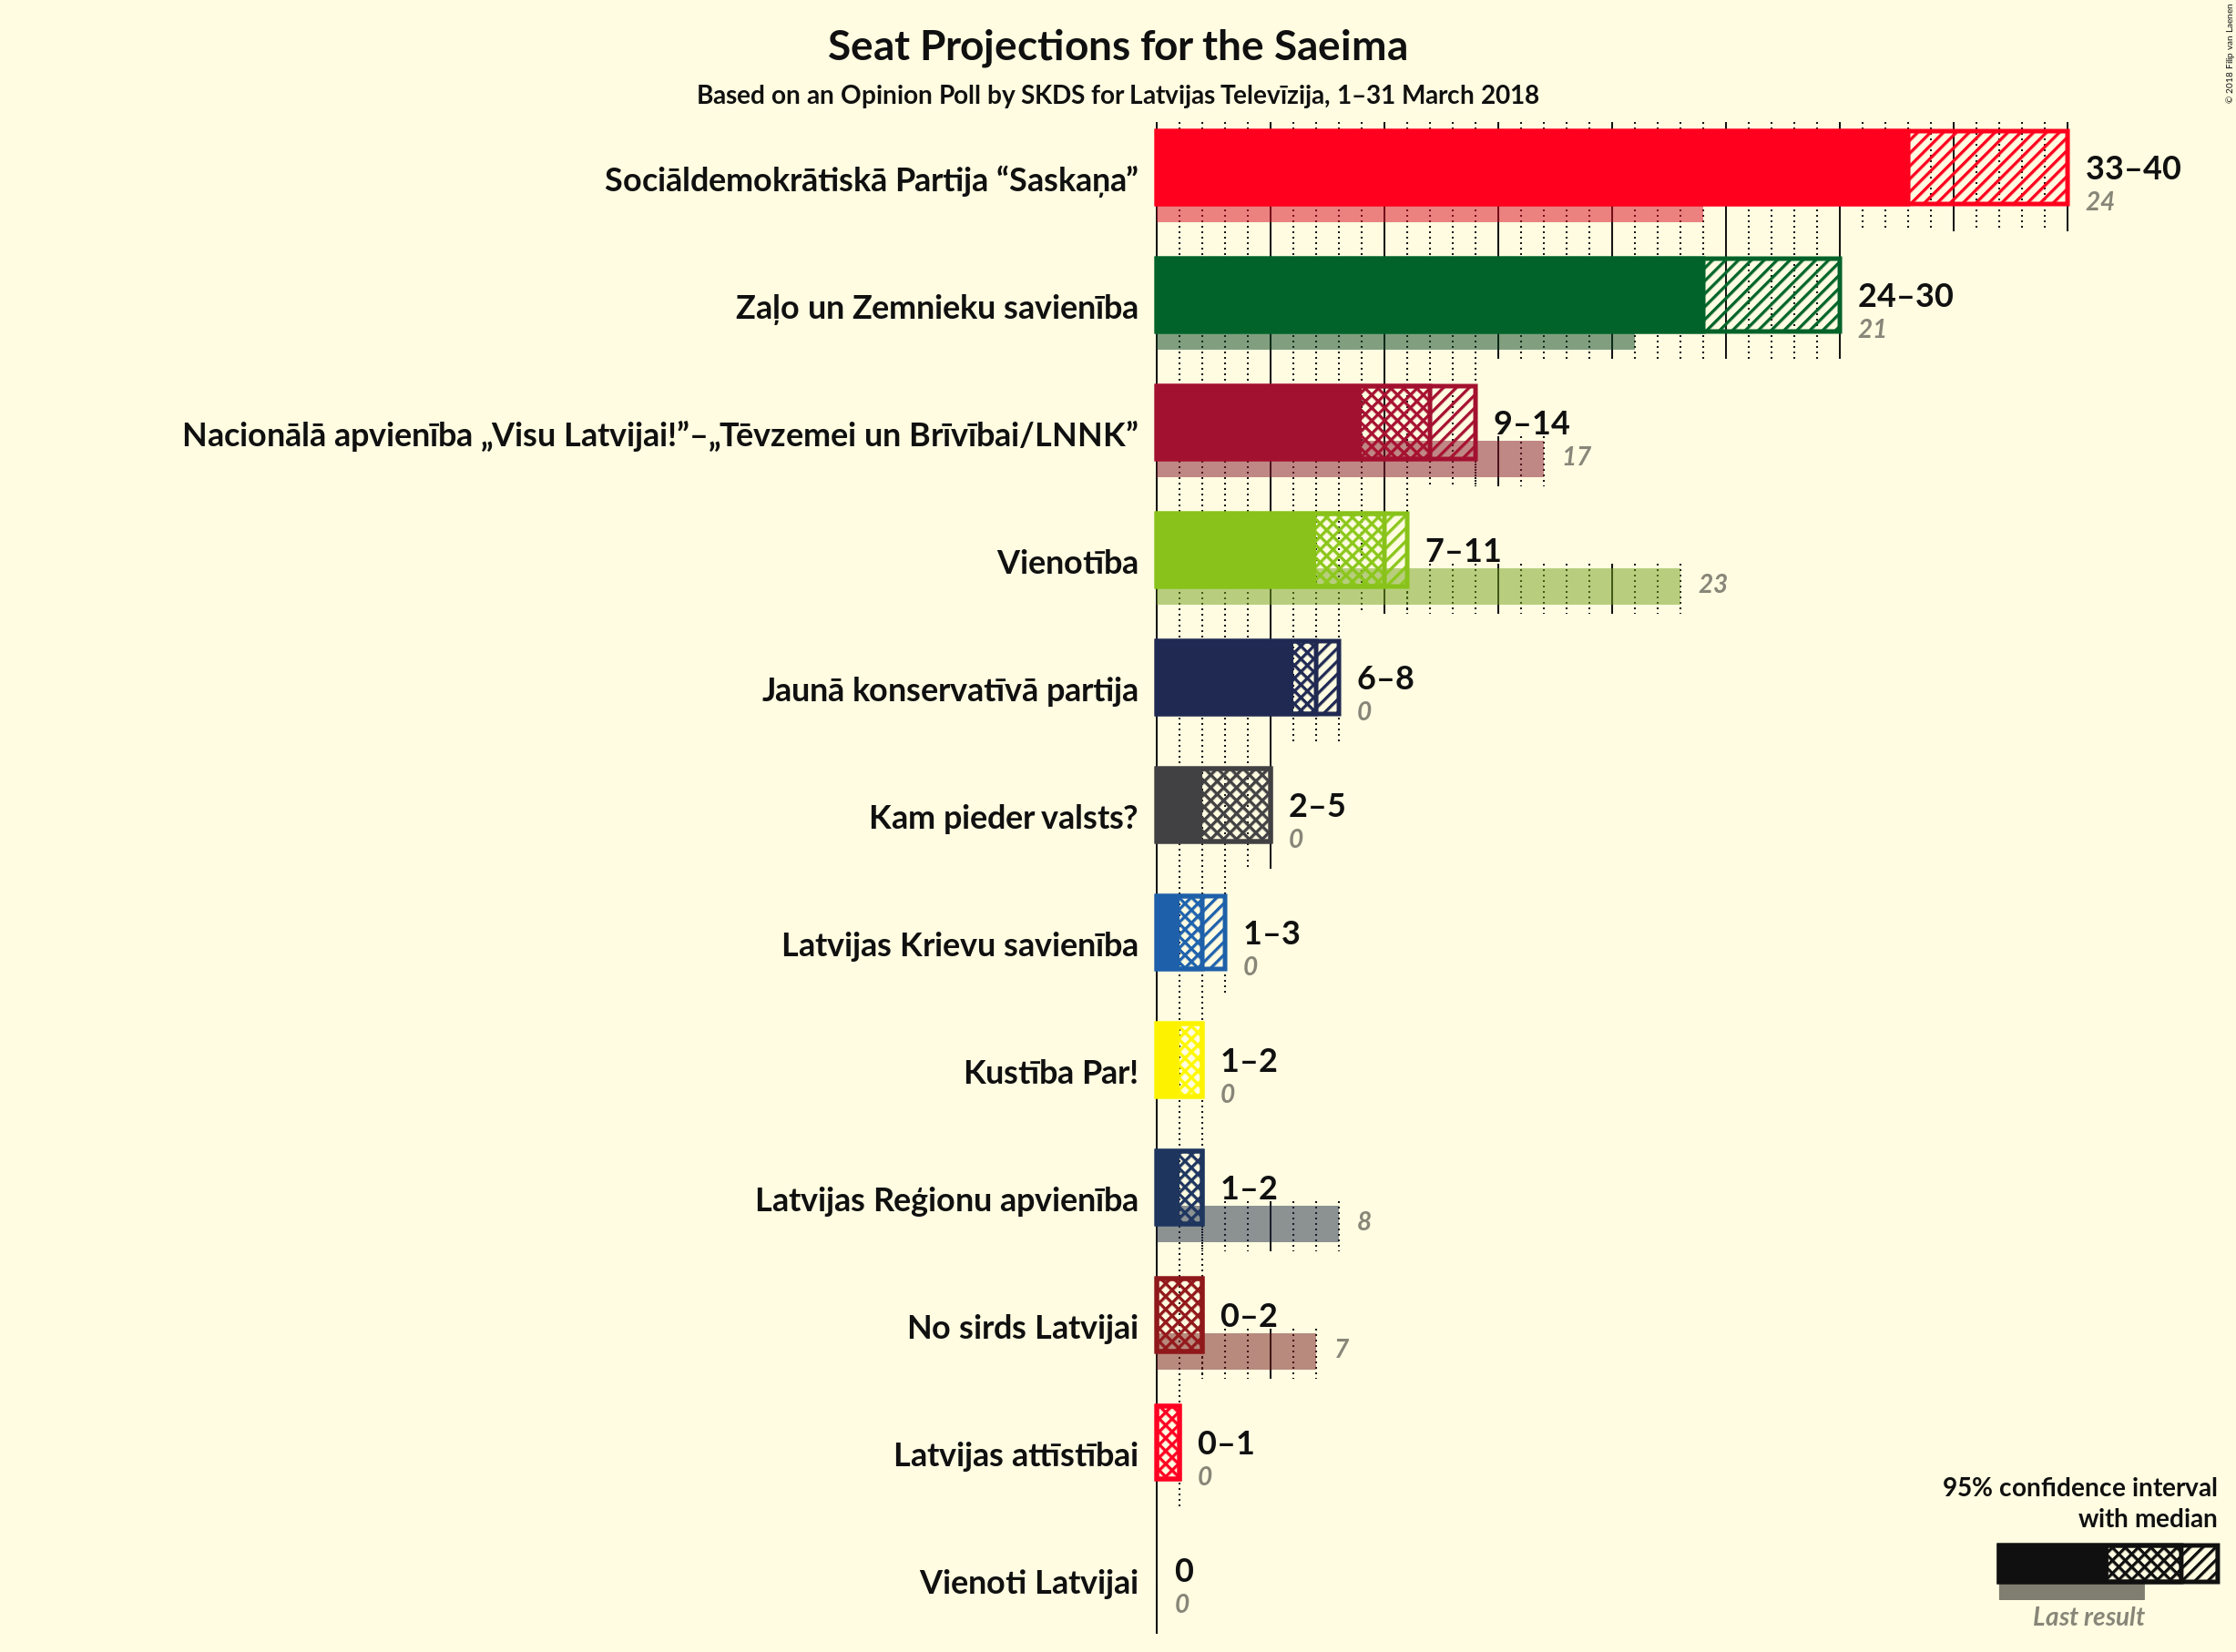 Seat Projections for the Saeima
Based on an Opinion Poll by SKDS for Latvijas Televīzija, 1–31 March 2018
© 2018 Filip van Laenen
Sociāldemokrātiskā Partija “Saskaņa”
33–40
24
Zaļo un Zemnieku savienība
24–30
21
Nacionālā apvienība „Visu Latvijai!”–„Tēvzemei un Brīvībai/LNNK”
9–14
17
Vienotība
7–11
23
Jaunā konservatīvā partija
6–8
0
Kam pieder valsts?
2–5
0
Latvijas Krievu savienība
1–3
0
Kustība Par!
1–2
0
Latvijas Reģionu apvienība
1–2
8
No sirds Latvijai
0–2
7
Latvijas attīstībai
0–1
0
Vienoti Latvijai
0
0
95% confidence interval
with median
Last result